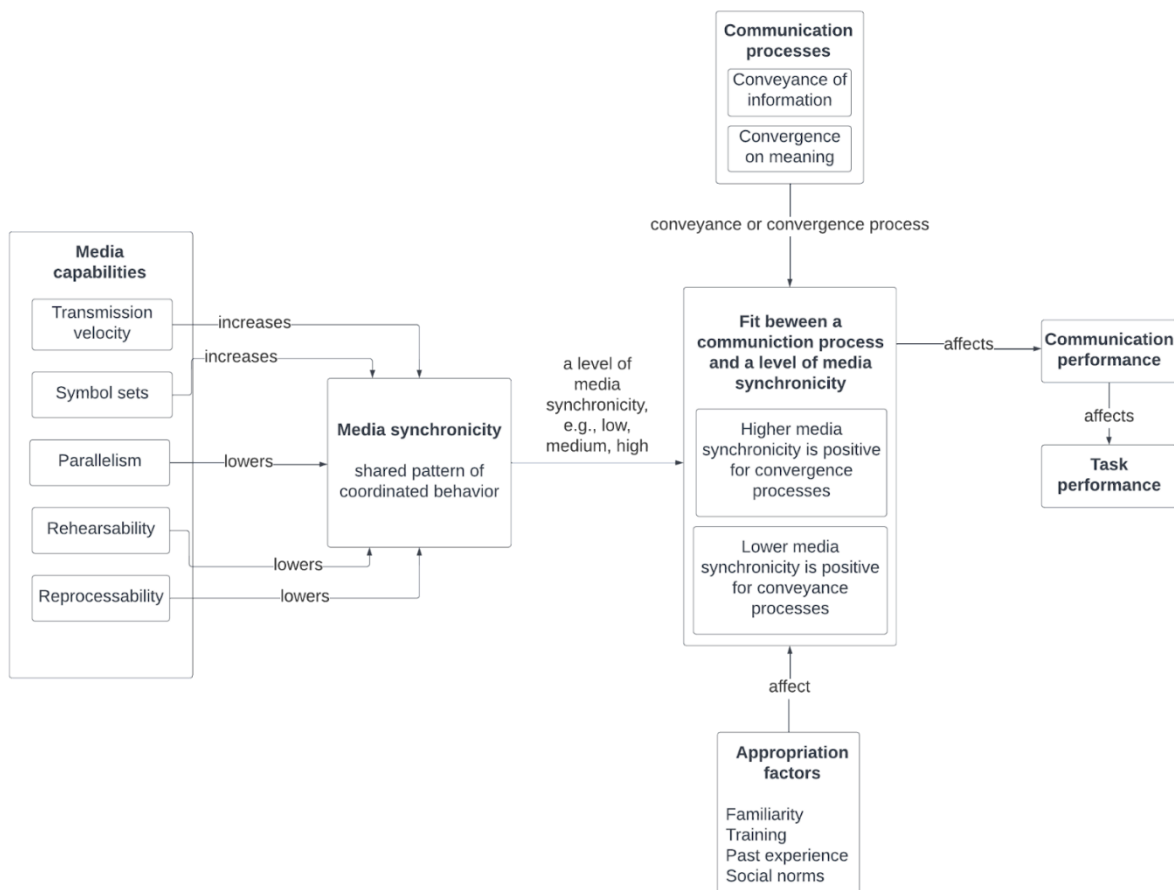 Communication
processes
Conveyance of
information
Convergence
on meaning
conveyance or convergence process
Media
capabilities
Transmission
velocity
Symbol sets
Parallelism
Rehearsability
Reprocessability
increases
increases
lowers
lowers
lowers
Media synchronicity
shared pattern of
coordinated behavior
a level of
media
synchronicity,
e.g., low,
medium, high
Fit beween a
communiction process
and a level of media
synchronicity
Higher media
synchronicity is positive
for convergence
processes
Lower media
synchronicity is positive
for conveyance
processes
affects
Communication
performance
affects
Task
performance
affect
Appropriation
factors
Familiarity
Training
Past experience
Social norms